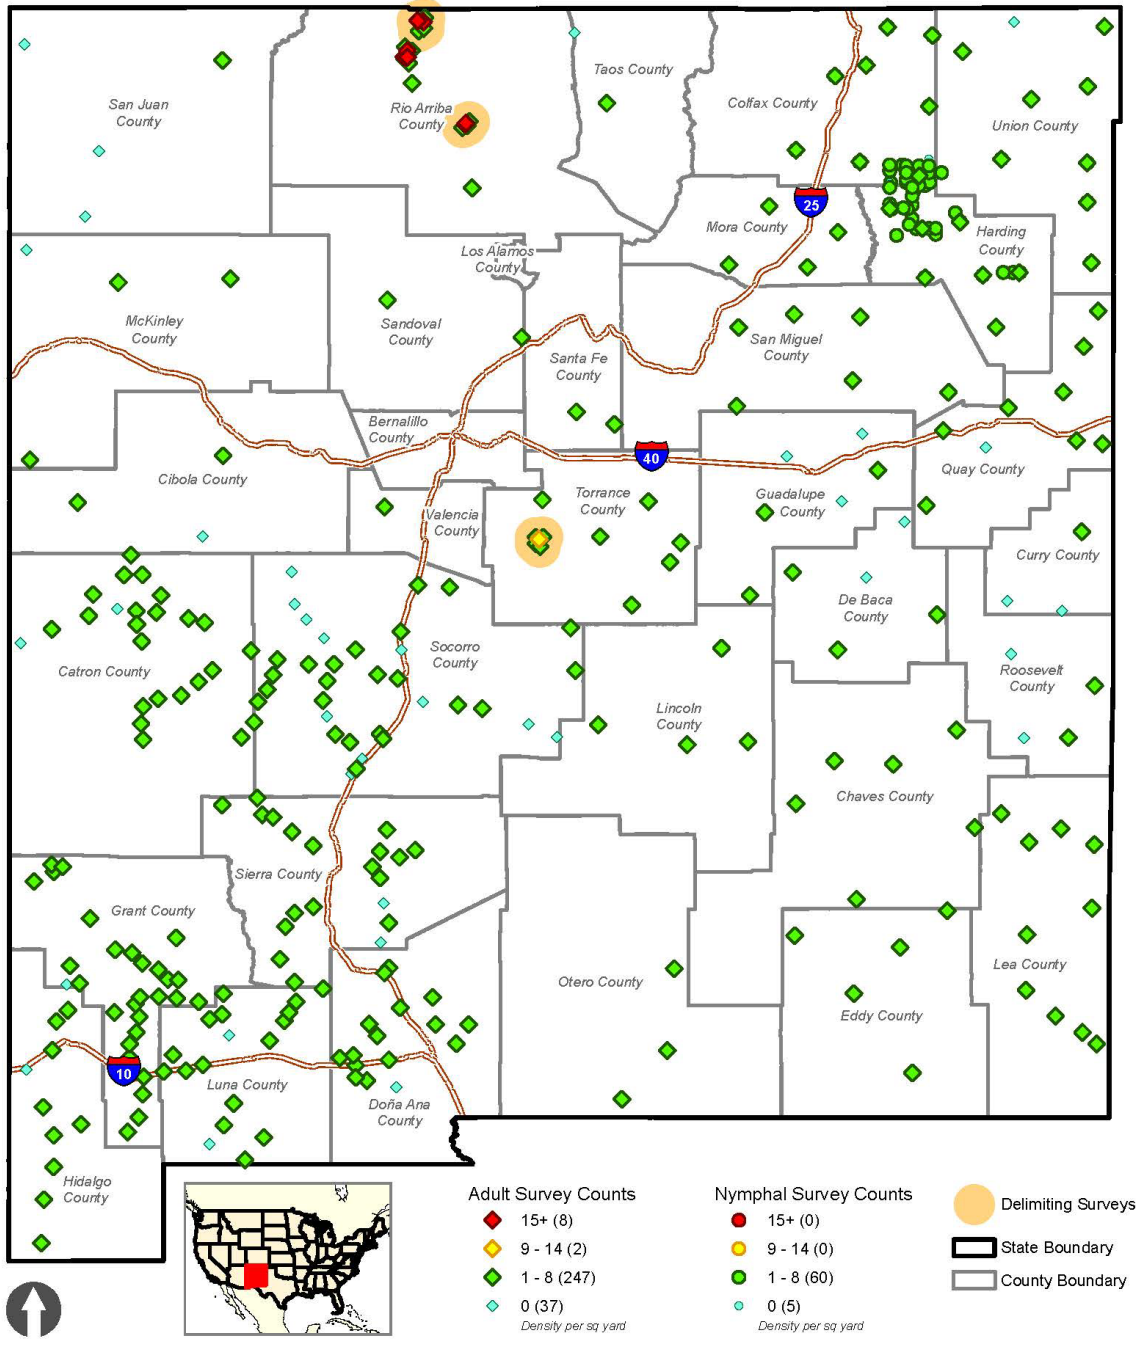 San Juan
County
Rio Arriba
County
Taos County
Colfax County
Union County
25
Mora County
Harding
County
Los Alamos
County
McKinley
County
Sandoval
County
San Miguel
County
Santa Fe
County
Bernalillo
County
40
Cibola County
Quay County
Torrance
County
Guadalupe
County
Valencia
County
Curry County
De Baca
County
Catron County
Socorro
County
Roosevelt
County
Lincoln
County
Chaves County
Sierra County
Grant County
Otero County
Lea County
Eddy County
10
Luna County
Doña Ana
County
Hidalgo
County
Adult Survey Counts
15+ (8)
9 - 14 (2)
1 - 8 (247)
0 (37)
Density per sq yard
Nymphal Survey Counts
15+ (0)
9 - 14 (0)
1 - 8 (60)
0 (5)
Density per sq yard
Delimiting Surveys
State Boundary
County Boundary